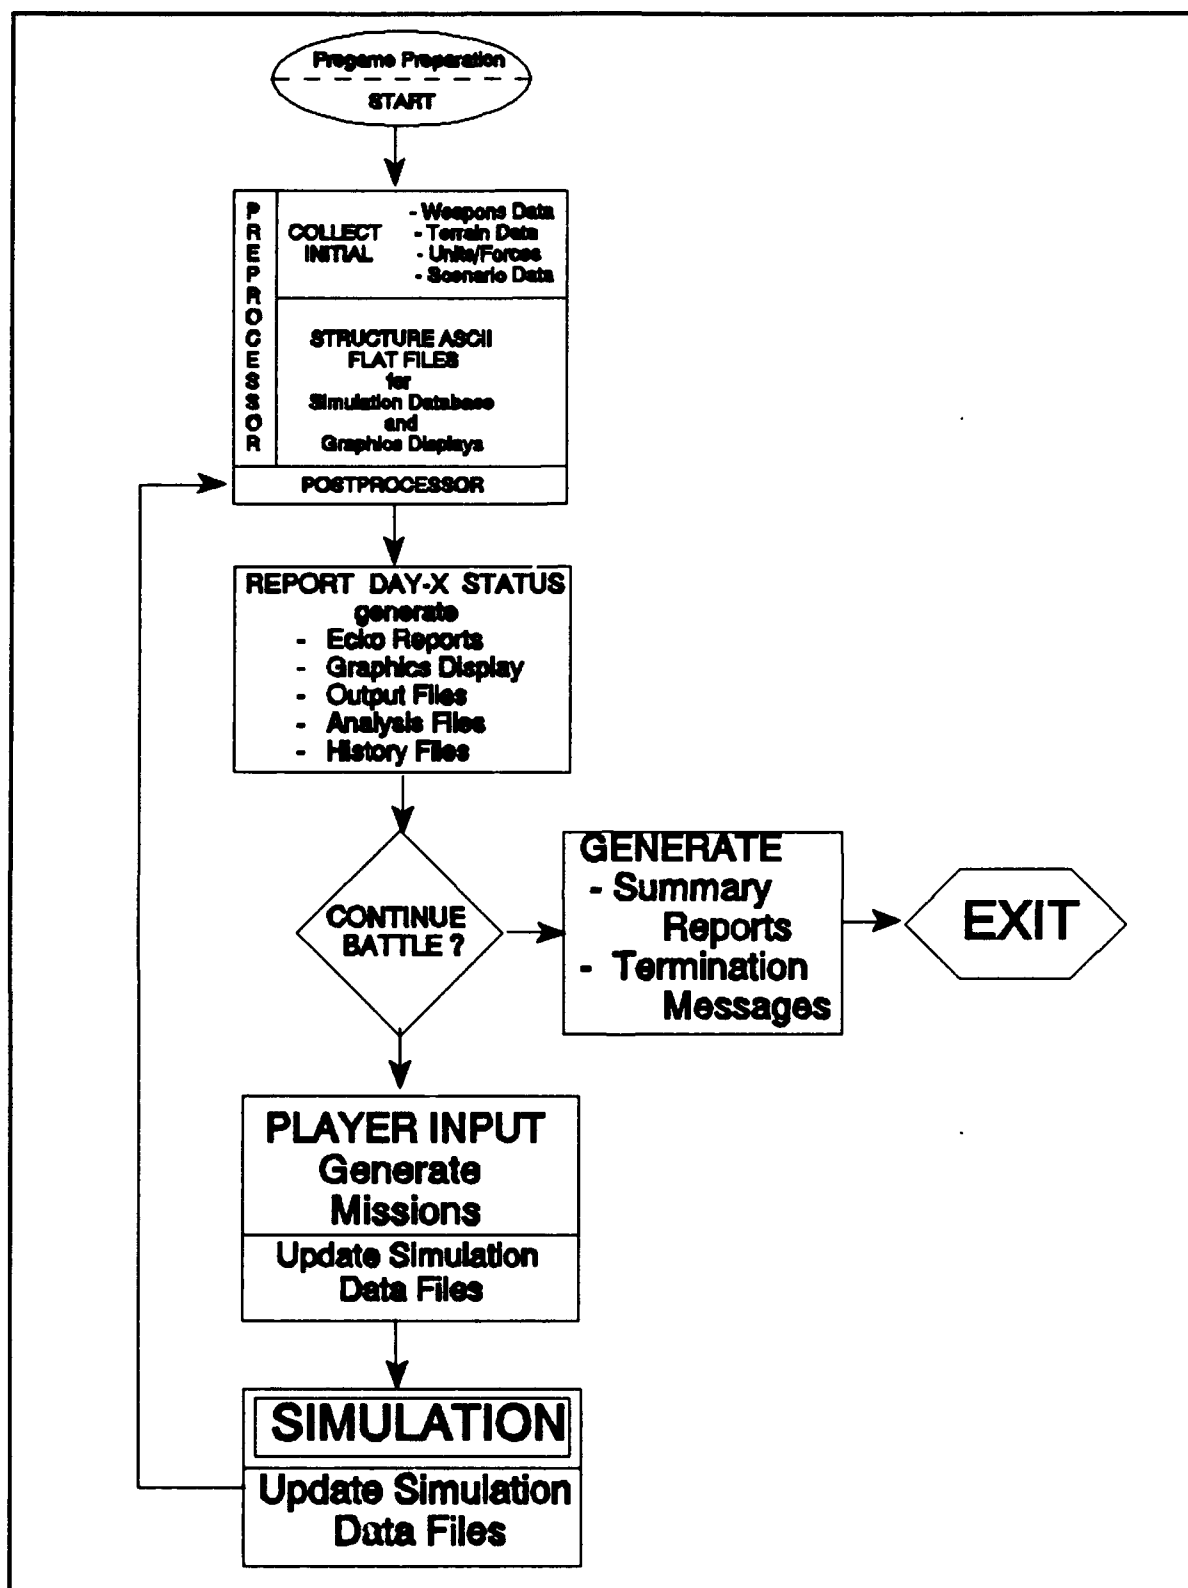 Pregame Preparation
START
PREPROCESSOR
COLLECT
INITIAL
- Weapons Data
- Terrain Data
- Units/Forces
- Scenario Data
STRUCTURE ASCII
FLAT FILES
for
Simulation Database
and
Graphics Displays
POSTPROCESSOR
REPORT DAY-X STATUS
generate
- Ecko Reports
- Graphics Display
- Output Files
- Analysis Files
- History Files
CONTINUE
BATTLE ?
GENERATE
- Summary
Reports
- Termination
Messages
EXIT
PLAYER INPUT
Generate
Missions
Update Simulation
Data Files
SIMULATION
Update Simulation
Data Files